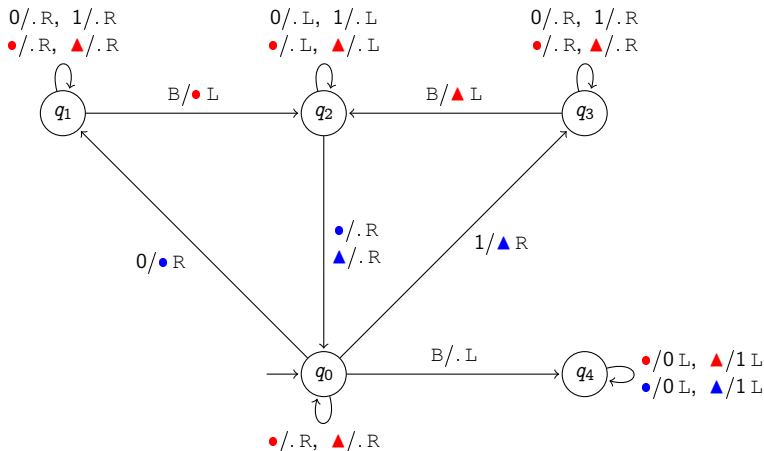 0/. R, 1/. R
●/. R, ▲/. R
0/. L, 1/. L
●/. L, ▲/. L
0/. R, 1/. R
●/. R, ▲/. R
B/● L
B/▲ L
q1
q2
q3
●/. R
▲/. R
0/● R
1/▲ R
B/. L
q0
q4
●/0 L, ▲/1 L
●/0 L, ▲/1 L
●/. R, ▲/. R